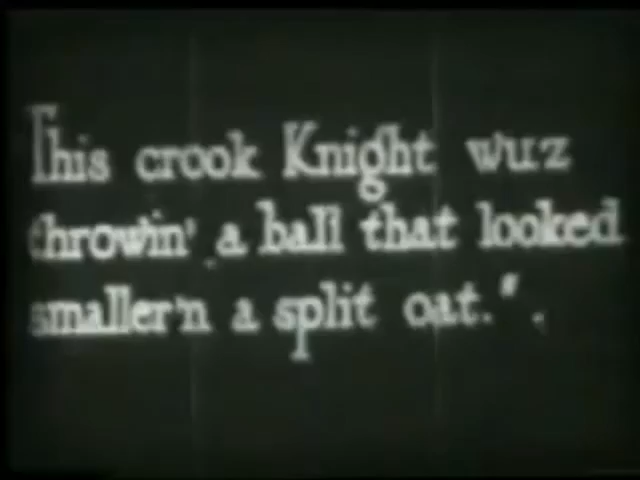 This crook Knight wuz
throwin' a ball that looked
smaller'n a split oat."